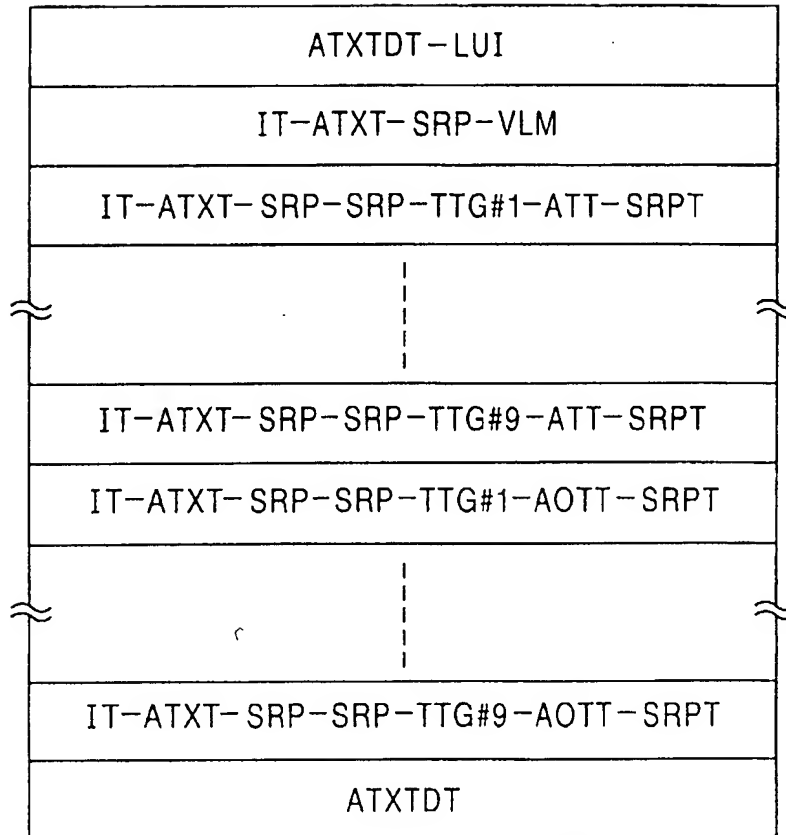 ATXTDT-LUI
IT-ATXT-SRP-VLM
IT-ATXT-SRP-SRP-TTG#1-ATT-SRPT
IT-ATXT-SRP-SRP-TTG#9-ATT-SRPT
IT-ATXT-SRP-SRP-TTG#1-AOTT-SRPT
IT-ATXT-SRP-SRP-TTG#9-AOTT-SRPT
ATXTDT